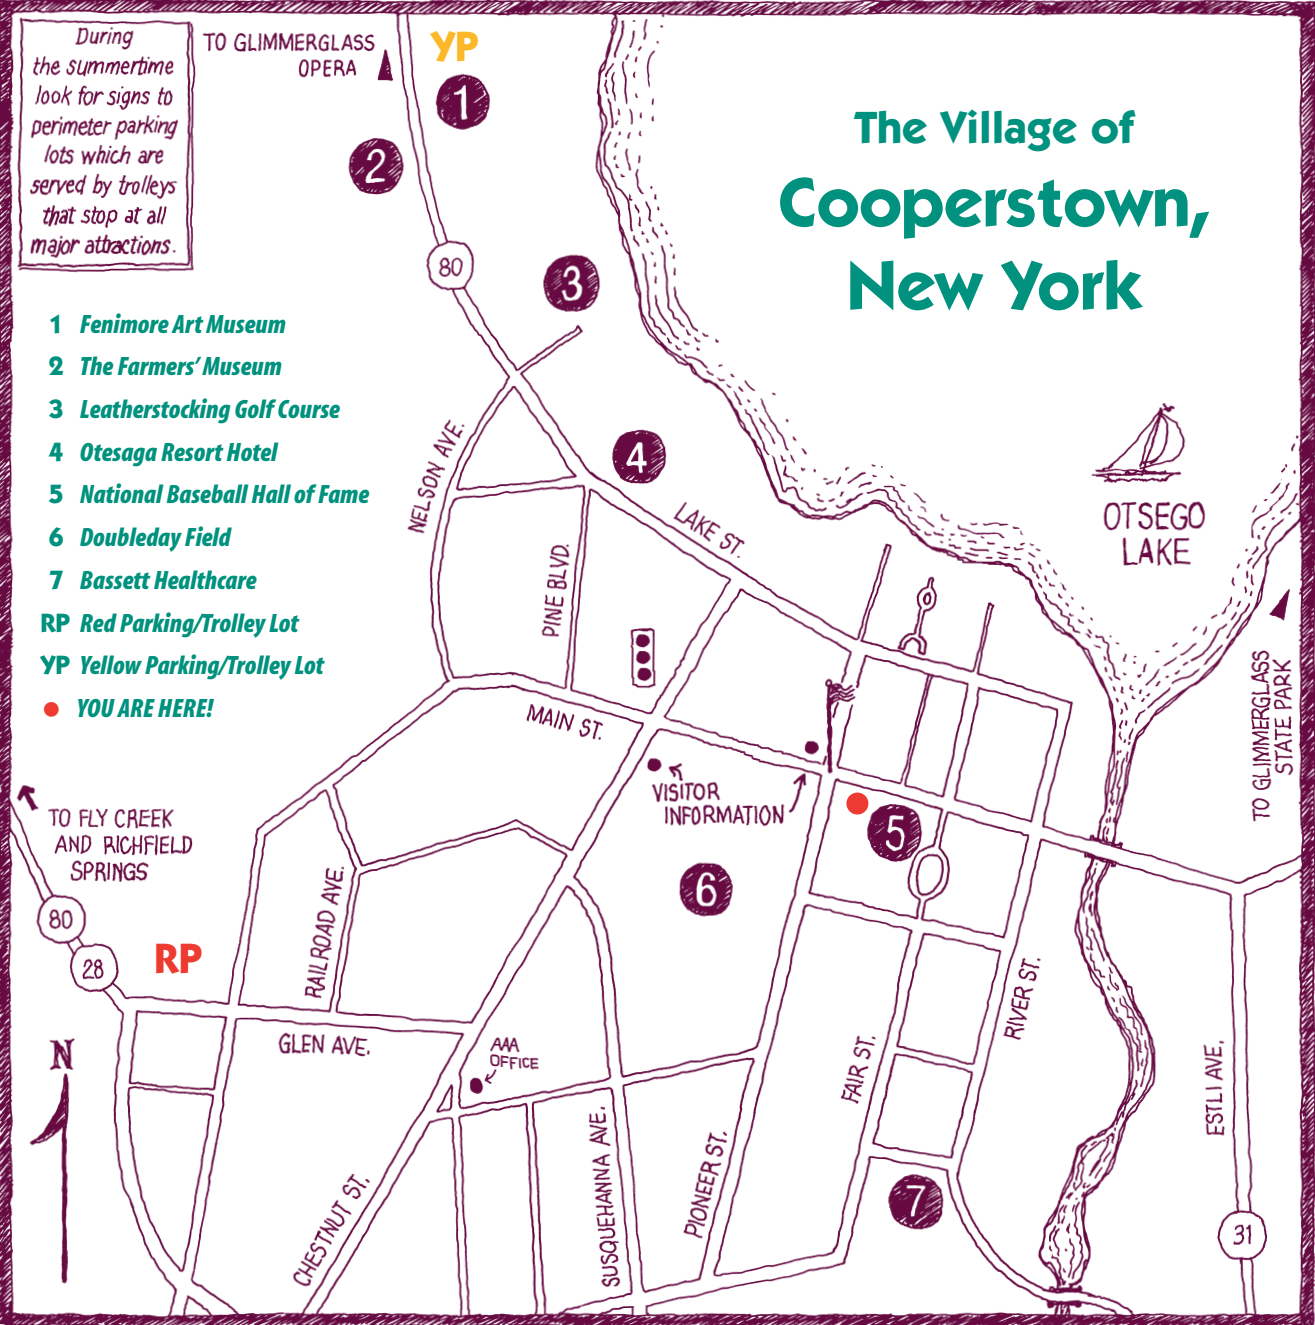 During
the summertime
look for signs to
perimeter parking
lots which are
served by trolleys
that stop at all
major attractions.
TO GLIMMERGLASS
OPERA
YP
1
2
80
3
The Village of
Cooperstown,
New York
1 Fenimore Art Museum
2 The Farmers' Museum
3 Leatherstocking Golf Course
4 Otesaga Resort Hotel
5 National Baseball Hall of Fame
6 Doubleday Field
7 Bassett Healthcare
RP Red Parking/Trolley Lot
YP Yellow Parking/Trolley Lot
YOU ARE HERE!
NELSON AVE.
4
LAKE ST.
PINE BLVD.
OTSEGO
LAKE
TO GLIMMERGLASS
STATE PARK
MAIN ST.
VISITOR
INFORMATION
5
6
TO FLY CREEK
AND RICHFIELD
SPRINGS
80
28
RP
RAILROAD AVE.
GLEN AVE.
N
AAA
OFFICE
RIVER ST.
FAIR ST.
ESTLI AVE.
CHESTNUT ST.
SUSQUEHANNA AVE.
PIONEER ST.
7
31